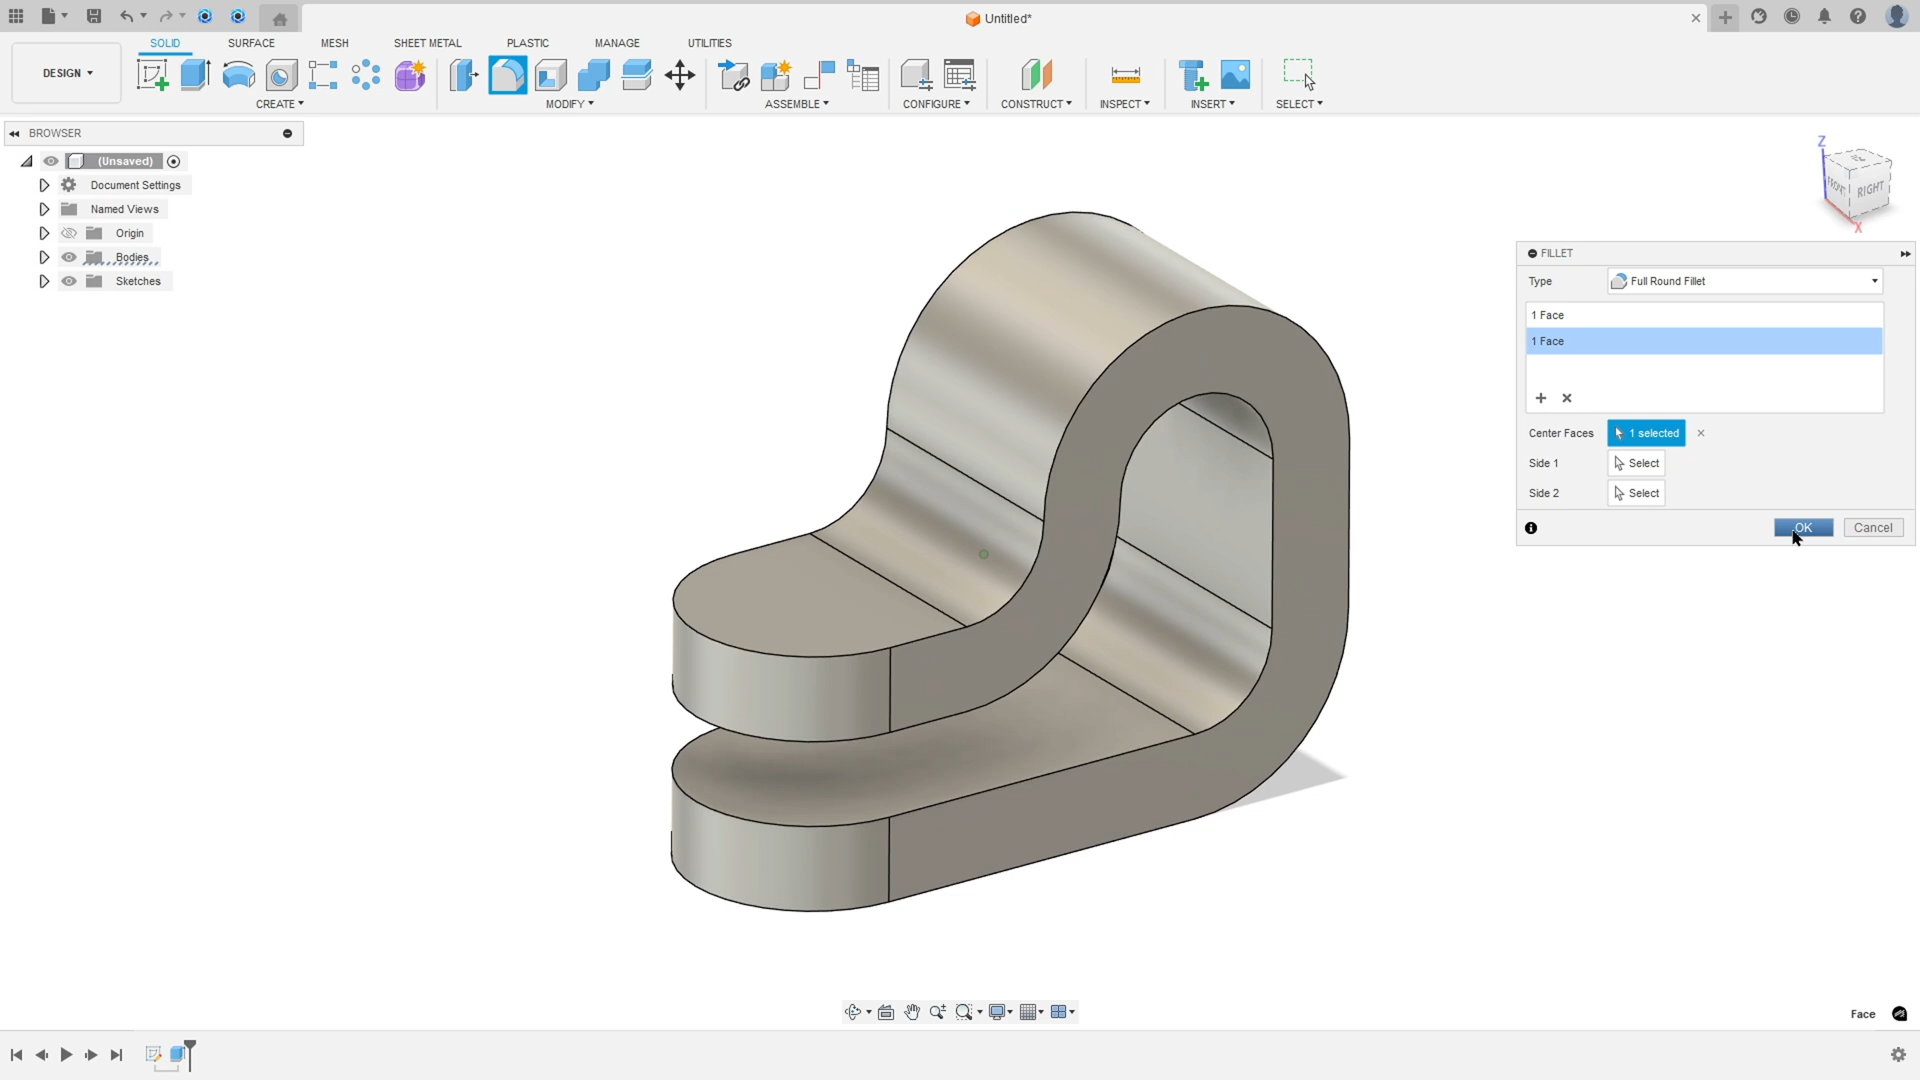 Untitled*
SOLID SURFACE MESH SHEET METAL PLASTIC MANAGE UTILITIES
DESIGN
CREATE MODIFY ASSEMBLE CONFIGURE CONSTRUCT INSPECT INSERT SELECT
BROWSER
(Unsaved)
Document Settings
Named Views
Origin
Bodies
Sketches
Z
TOP
FRONT RIGHT
X
FILLET
Type Full Round Fillet
1 Face
1 Face
Center Faces 1 selected
Side 1 Select
Side 2 Select
OK Cancel
Face